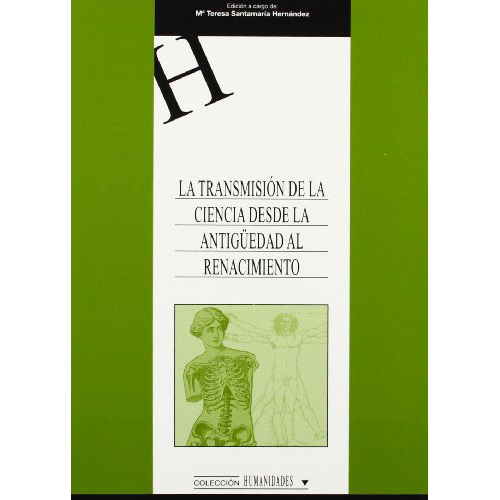 Edición a cargo de:
Mª Teresa Santamaría Hernández
H
LA TRANSMISIÓN DE LA
CIENCIA DESDE LA
ANTIGÜEDAD AL
RENACIMIENTO
COLECCIÓN HUMANIDADES